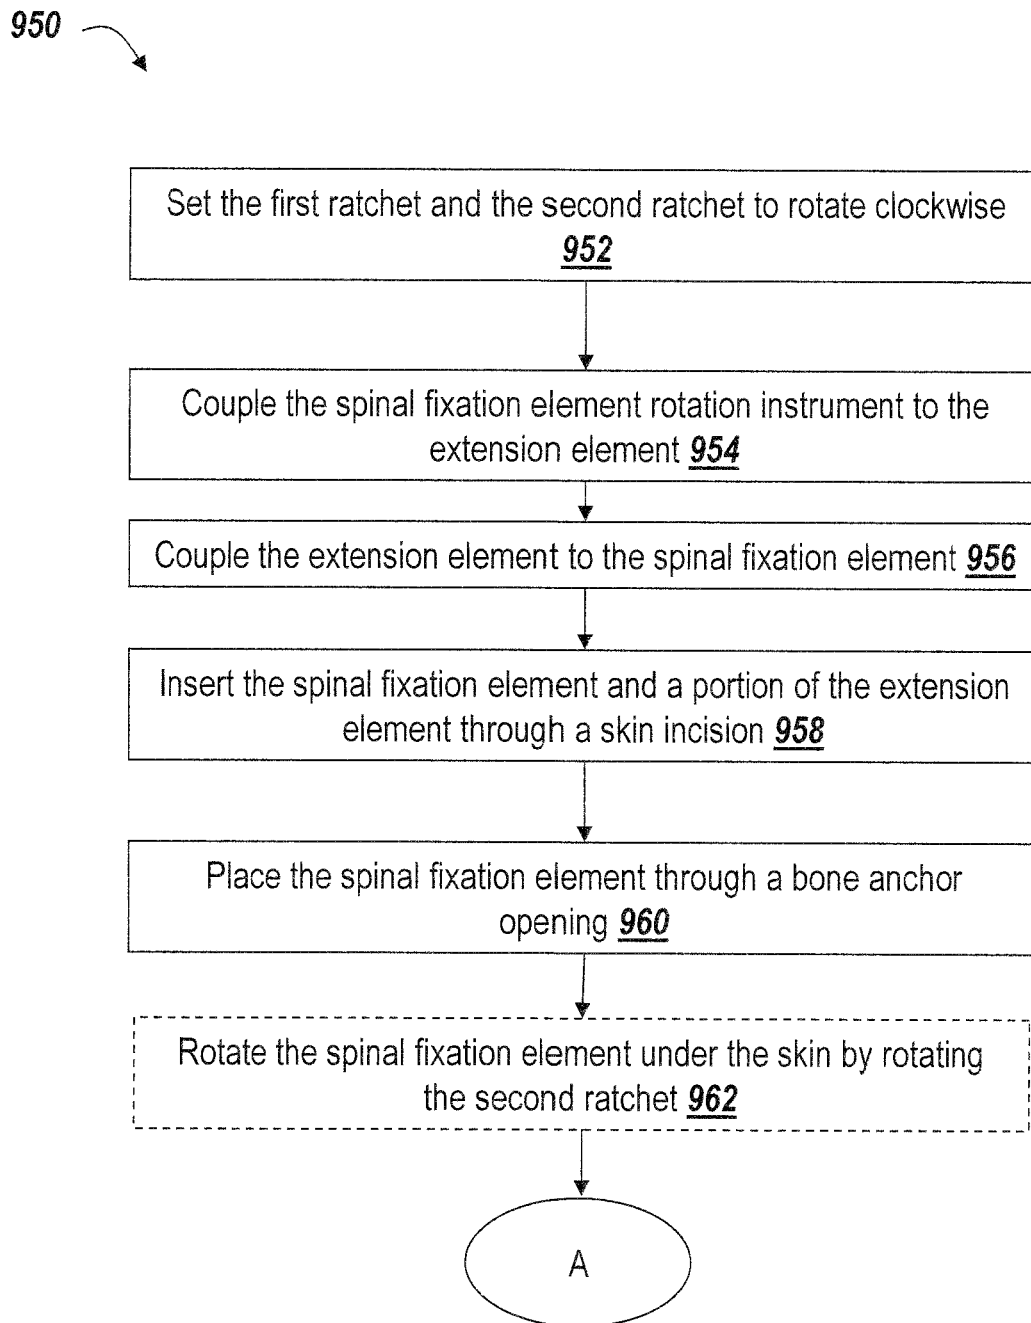 950
Set the first ratchet and the second ratchet to rotate clockwise
952
Couple the spinal fixation element rotation instrument to the
extension element 954
Couple the extension element to the spinal fixation element 956
Insert the spinal fixation element and a portion of the extension
element through a skin incision 958
Place the spinal fixation element through a bone anchor
opening 960
Rotate the spinal fixation element under the skin by rotating
the second ratchet 962
A